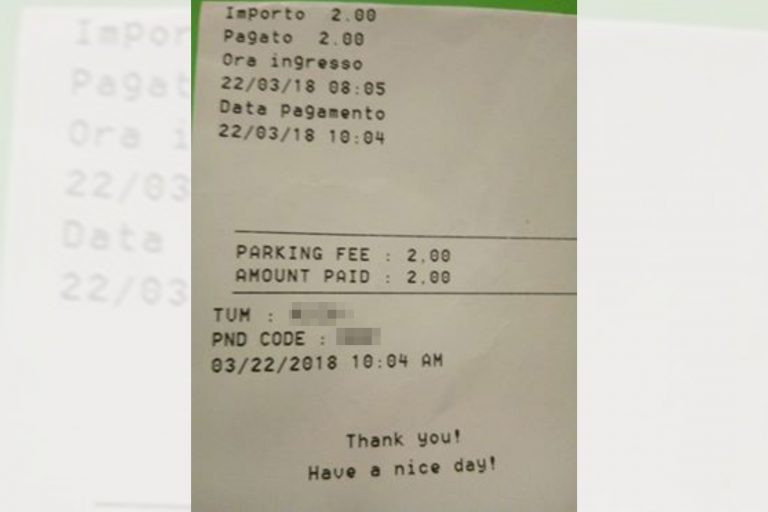 Importo 2.00
Pagato 2.00
Ora ingresso
22/03/18 08:05
Data Pagamento
22/03/18 10:04
PARKING FEE : 2,00
AMOUNT PAID : 2,00
TUM :
PND CODE :
03/22/2018 10:04 AM
Thank you!
Have a nice day!